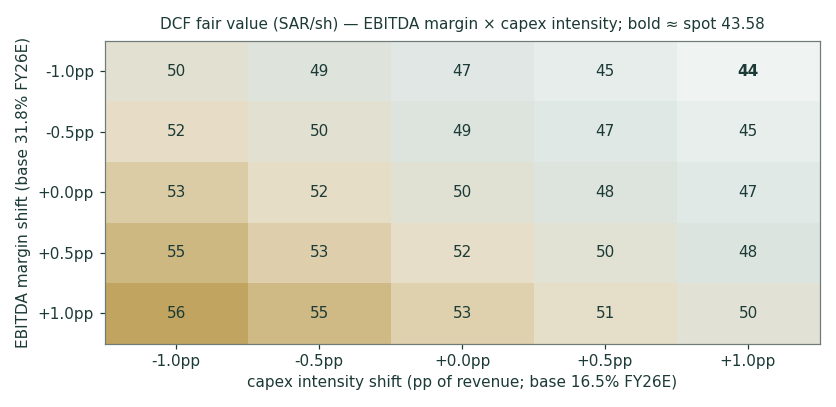 DCF fair value (SAR/sh) — EBITDA margin × capex intensity; bold ≈ spot 43.58
EBITDA margin shift (base 31.8% FY26E)
-1.0pp 50 49 47 45 44
-0.5pp 52 50 49 47 45
+0.0pp 53 52 50 48 47
+0.5pp 55 53 52 50 48
+1.0pp 56 55 53 51 50
-1.0pp -0.5pp +0.0pp +0.5pp +1.0pp
capex intensity shift (pp of revenue; base 16.5% FY26E)